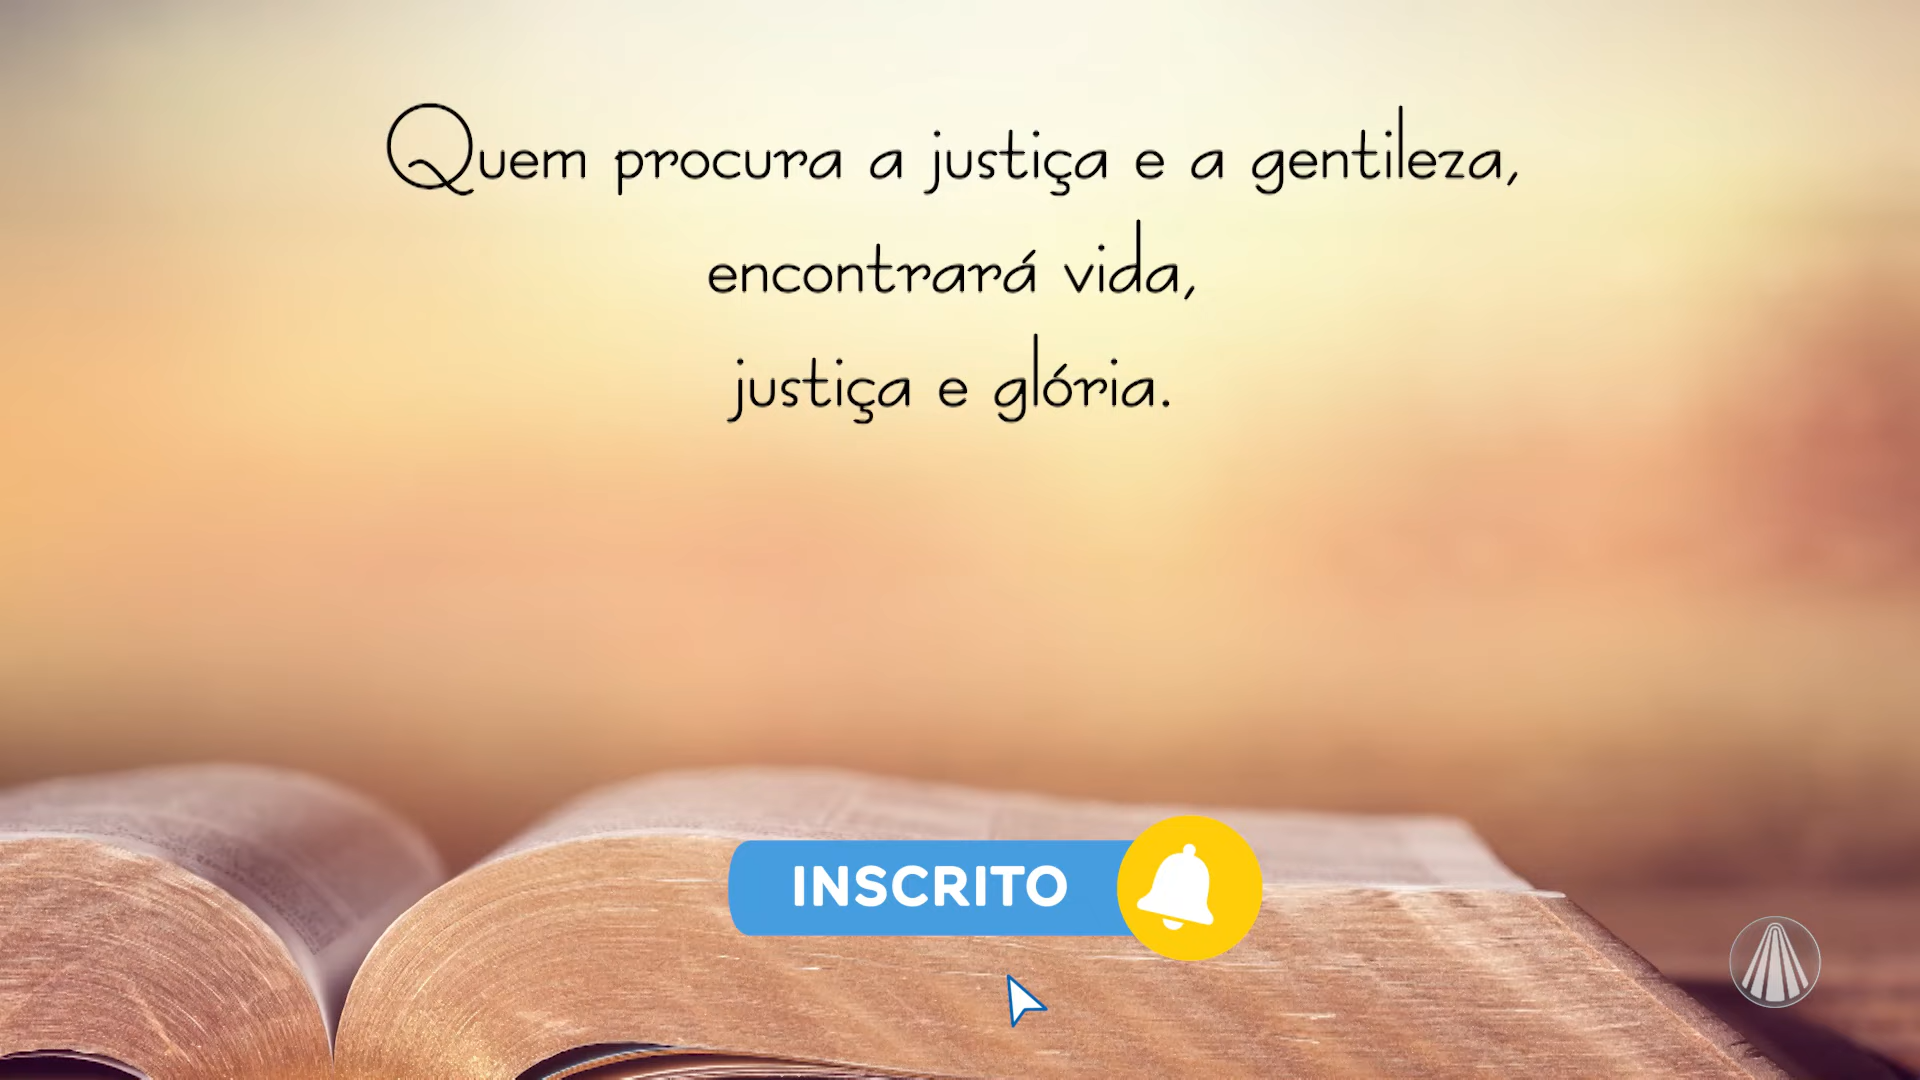 Quem procura a justiça e a gentileza,
encontrará vida,
justiça e glória.
INSCRITO